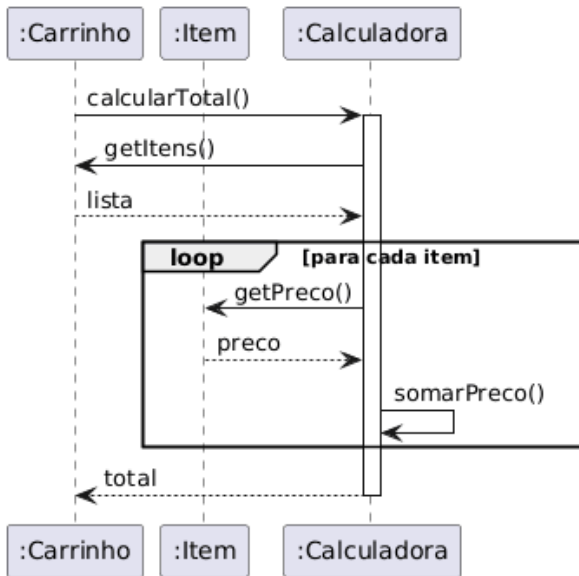 :Carrinho :Item :Calculadora
calcularTotal()
getItens()
lista
loop [para cada item]
getPreco()
preco
somarPreco()
total
:Carrinho :Item :Calculadora